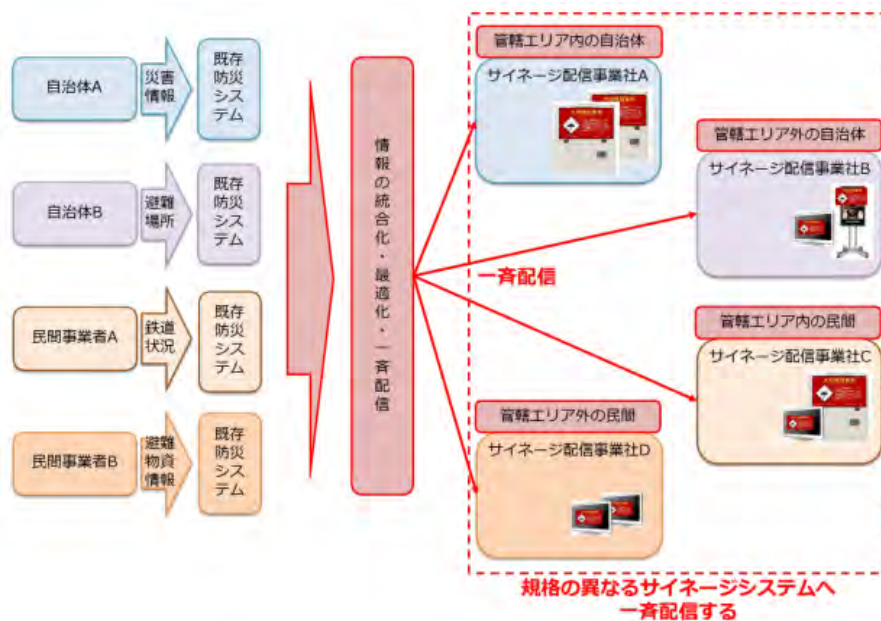 自治体A
災害
情報
既存
防災
シス
テム
自治体B
避難
場所
既存
防災
シス
テム
民間事業者A
鉄道
状況
既存
防災
シス
テム
民間事業者B
避難
物資
情報
既存
防災
シス
テム
情報の統合化・最適化・一斉配信
一斉配信
管轄エリア内の自治体
サイネージ配信事業社A
管轄エリア外の自治体
サイネージ配信事業社B
管轄エリア内の民間
サイネージ配信事業社C
管轄エリア外の民間
サイネージ配信事業社D
規格の異なるサイネージシステムへ
一斉配信する